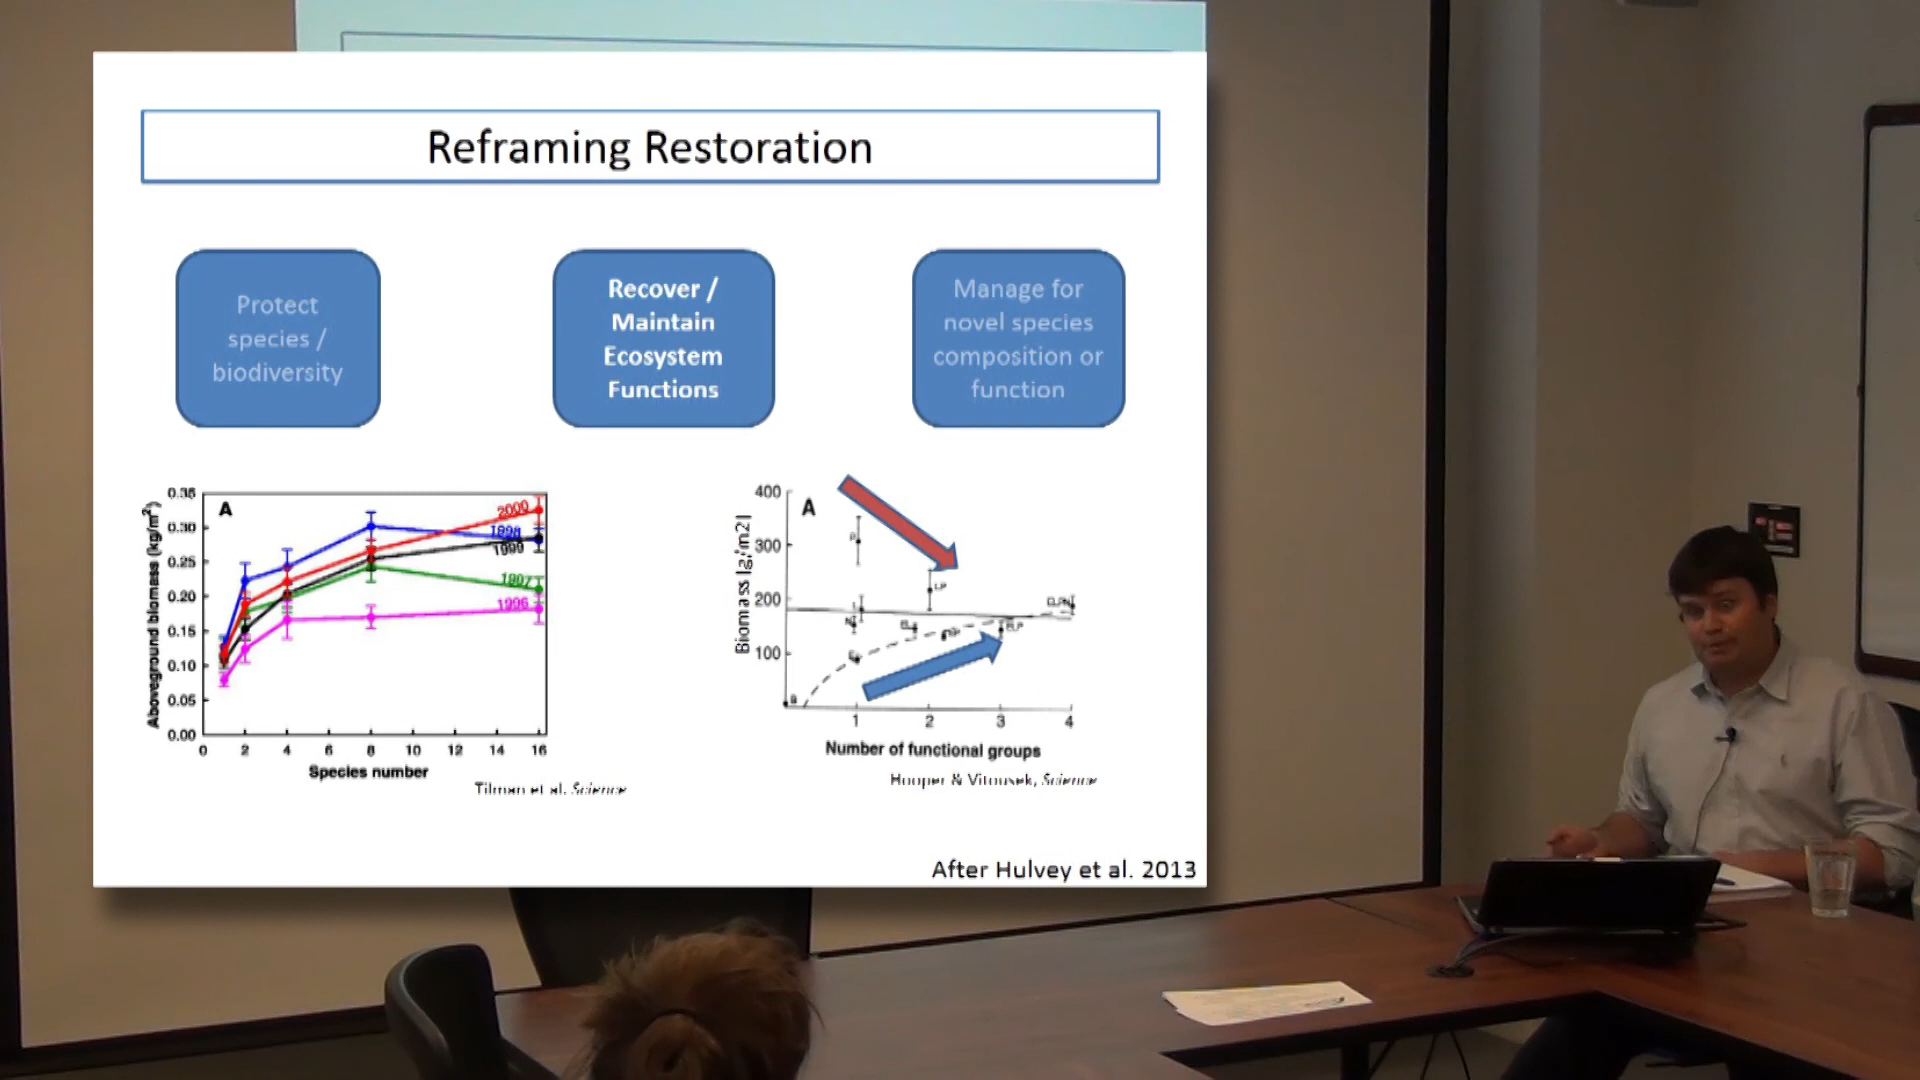 Reframing Restoration
Protect
species /
biodiversity
Recover /
Maintain
Ecosystem
Functions
Manage for
novel species
composition or
function
A
0.35
0.30
0.25
0.20
0.15
0.10
0.05
0.00
Aboveground biomass (kg/m²)
2000
1998
1999
1997
1996
0 2 4 6 8 10 12 14 16
Species number
Tilman et al. Science
A
400
300
200
100
Biomass [g/m2]
LP
1 2 3 4
Number of functional groups
Hooper & Vitousek, Science
After Hulvey et al. 2013